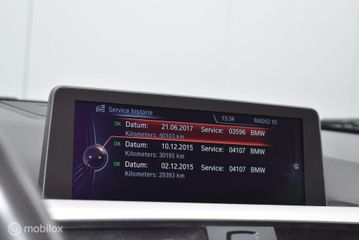 Service historie 15:34 RADIO 10
OK Datum: 21.06.2017 Service: 03596 BMW
Kilometers: 60103 km
OK Datum: 10.12.2015 Service: 04107 BMW
Kilometers: 30195 km
OK Datum: 02.12.2015 Service: 04107 BMW
Kilometers: 29393 km
mobilox